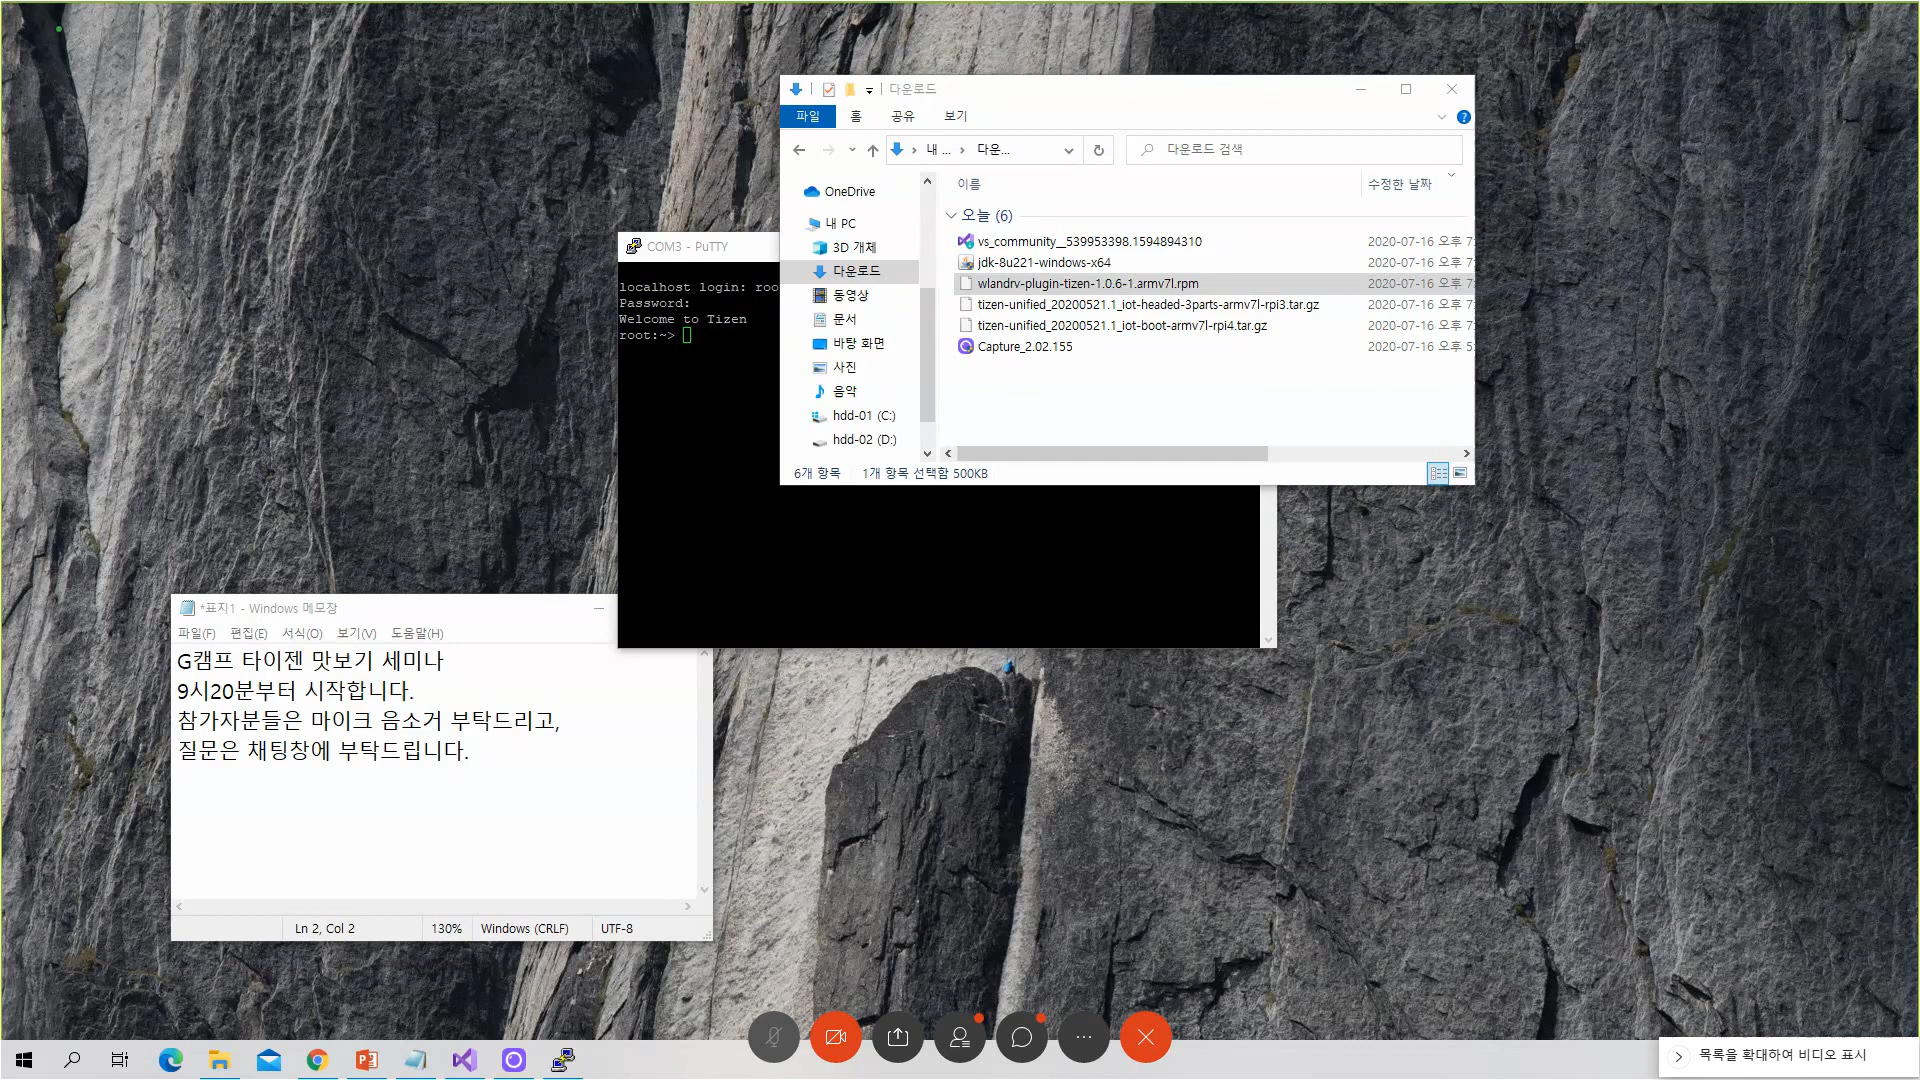 다운로드
파일 홈 공유 보기
내 ... 다운...
다운로드 검색
OneDrive
내 PC
3D 개체
다운로드
동영상
문서
바탕 화면
사진
음악
hdd-01 (C:)
hdd-02 (D:)
이름 수정한 날짜
오늘 (6)
vs_community__539953398.1594894310 2020-07-16 오후 7:
jdk-8u221-windows-x64 2020-07-16 오후 7:
wlandrv-plugin-tizen-1.0.6-1.armv7l.rpm 2020-07-16 오후 7:
tizen-unified_20200521.1_iot-headed-3parts-armv7l-rpi3.tar.gz 2020-07-16 오후 7:
tizen-unified_20200521.1_iot-boot-armv7l-rpi4.tar.gz 2020-07-16 오후 7:
Capture_2.02.155 2020-07-16 오후 5:
6개 항목 1개 항목 선택함 500KB
COM3 - PuTTY
localhost login: roo
Password:
Welcome to Tizen
root:~>
*표지1 - Windows 메모장
파일(F) 편집(E) 서식(O) 보기(V) 도움말(H)
G캠프 타이젠 맛보기 세미나
9시20분부터 시작합니다.
참가자분들은 마이크 음소거 부탁드리고,
질문은 채팅창에 부탁드립니다.
Ln 2, Col 2 130% Windows (CRLF) UTF-8
목록을 확대하여 비디오 표시